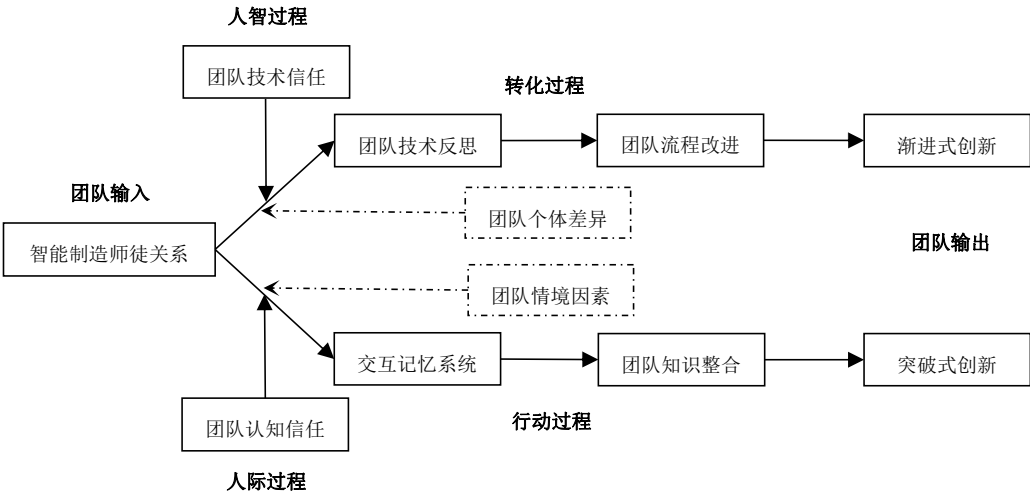 人智过程
团队技术信任
转化过程
团队技术反思
团队流程改进
渐进式创新
团队输入
团队个体差异
智能制造师徒关系
团队输出
团队情境因素
交互记忆系统
团队知识整合
突破式创新
团队认知信任
行动过程
人际过程